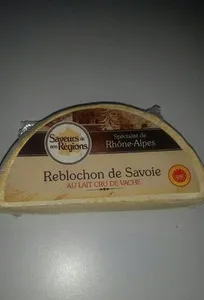 Saveurs de
nos Régions
Spécialité de
Rhône-Alpes
Reblochon de Savoie
AU LAIT CRU DE VACHE